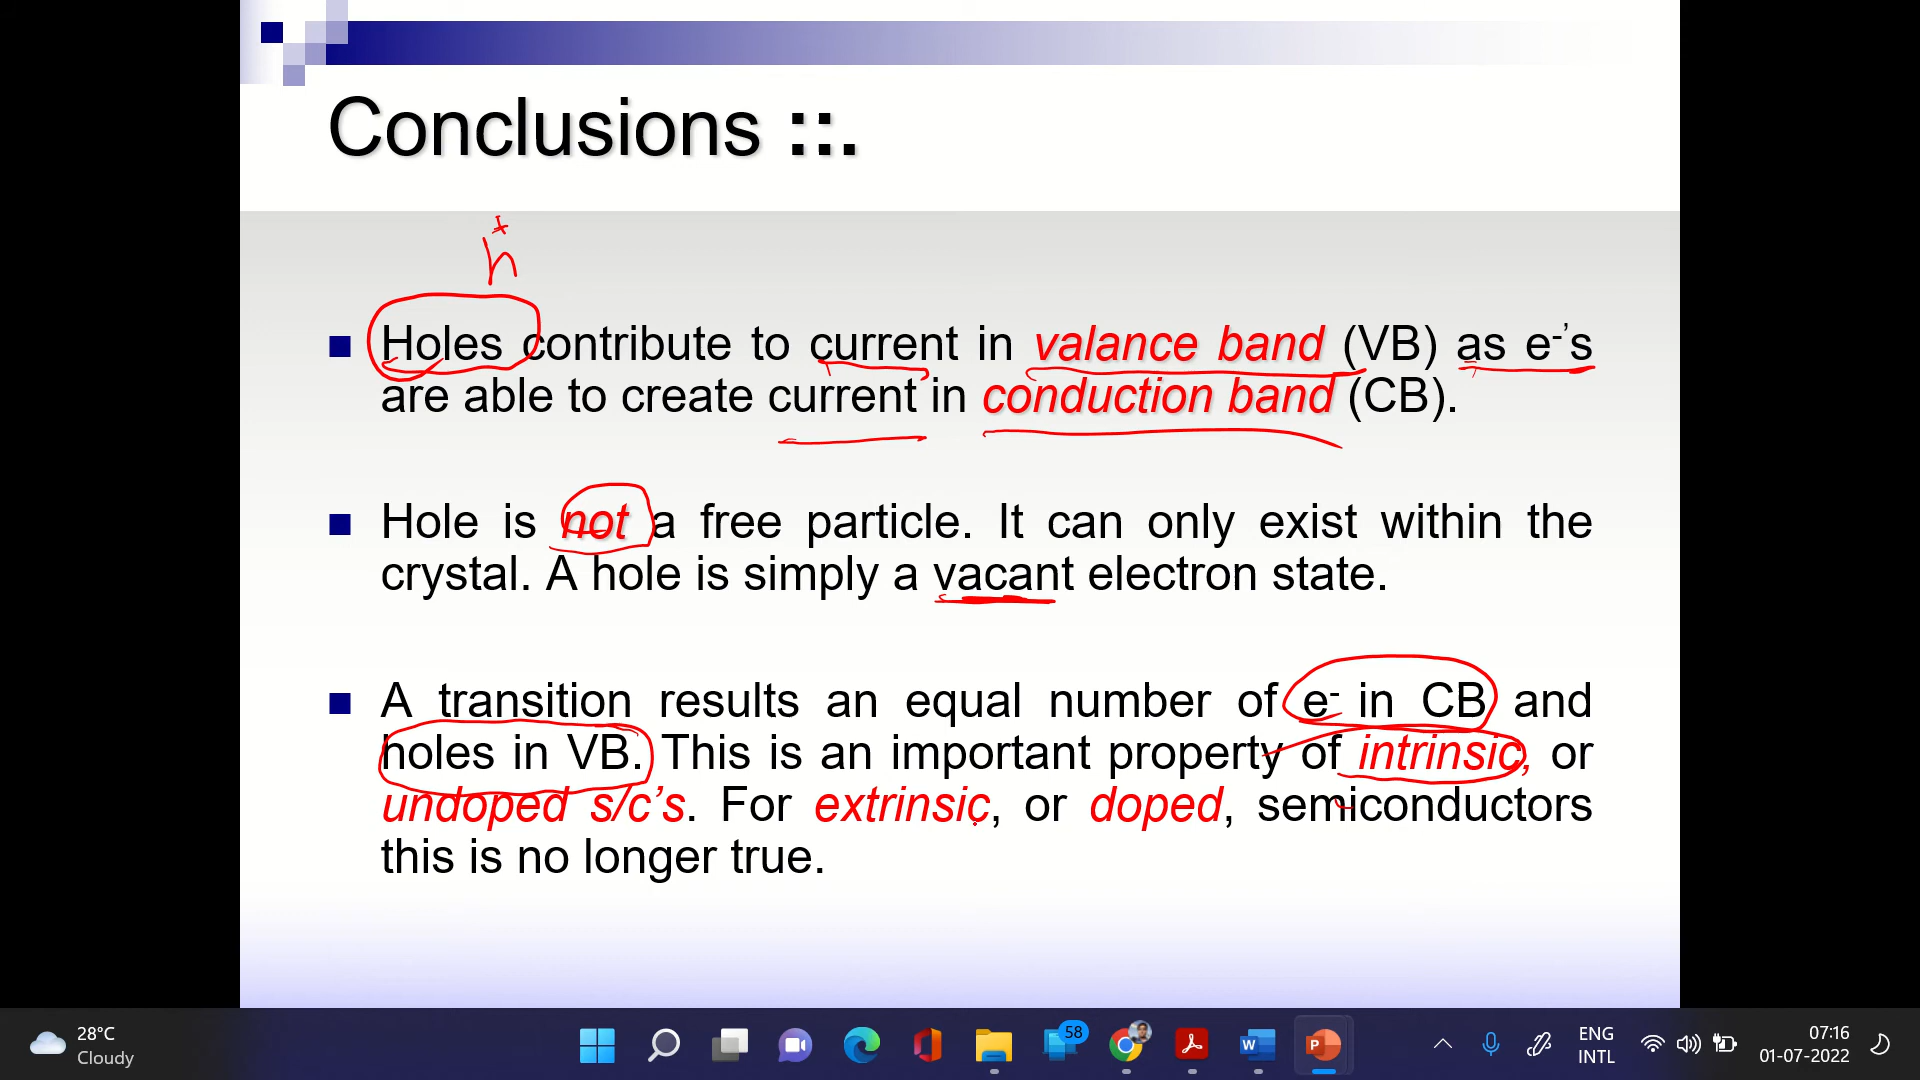 Conclusions ::.
h+
Holes contribute to current in valance band (VB) as e-'s
are able to create current in conduction band (CB).
Hole is not a free particle. It can only exist within the
crystal. A hole is simply a vacant electron state.
A transition results an equal number of e- in CB and
holes in VB. This is an important property of intrinsic, or
undoped s/c's. For extrinsic, or doped, semiconductors
this is no longer true.
28°C
Cloudy
58
W
P
ENG
INTL
07:16
01-07-2022